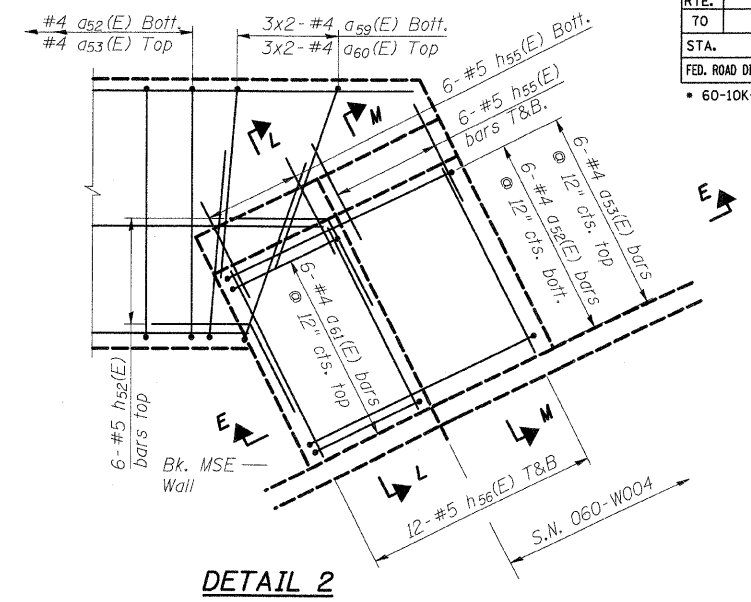 #4 a52(E) Bott.
#4 a53(E) Top
3x2-#4 a59(E) Bott.
3x2-#4 a60(E) Top
6-#5 h55(E) Bott.
6-#5 h55(E)
bars T&B.
RTE.
70
STA.
FED. ROAD DI
• 60-10K-
L
M
E
6-#4 a53(E) bars
@ 12" cts. top
6-#4 a52(E) bars
@ 12" cts. bott.
6-#4 a61(E) bars
@ 12" cts. top
6-#5 h52(E)
bars top
E
Bk. MSE
Wall
L
M
12-#5 h56(E) T&B
S.N. 060-W004
DETAIL 2